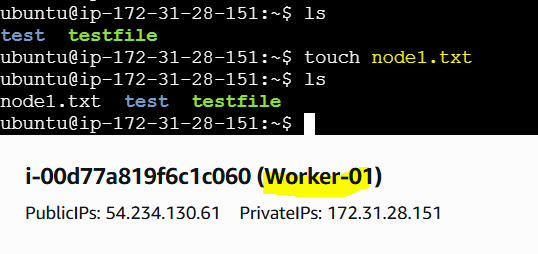 ubuntu@ip-172-31-28-151:~$ ls
test  testfile
ubuntu@ip-172-31-28-151:~$ touch node1.txt
ubuntu@ip-172-31-28-151:~$ ls
node1.txt  test  testfile
ubuntu@ip-172-31-28-151:~$
i-00d77a819f6c1c060 (Worker-01)
PublicIPs: 54.234.130.61    PrivateIPs: 172.31.28.151